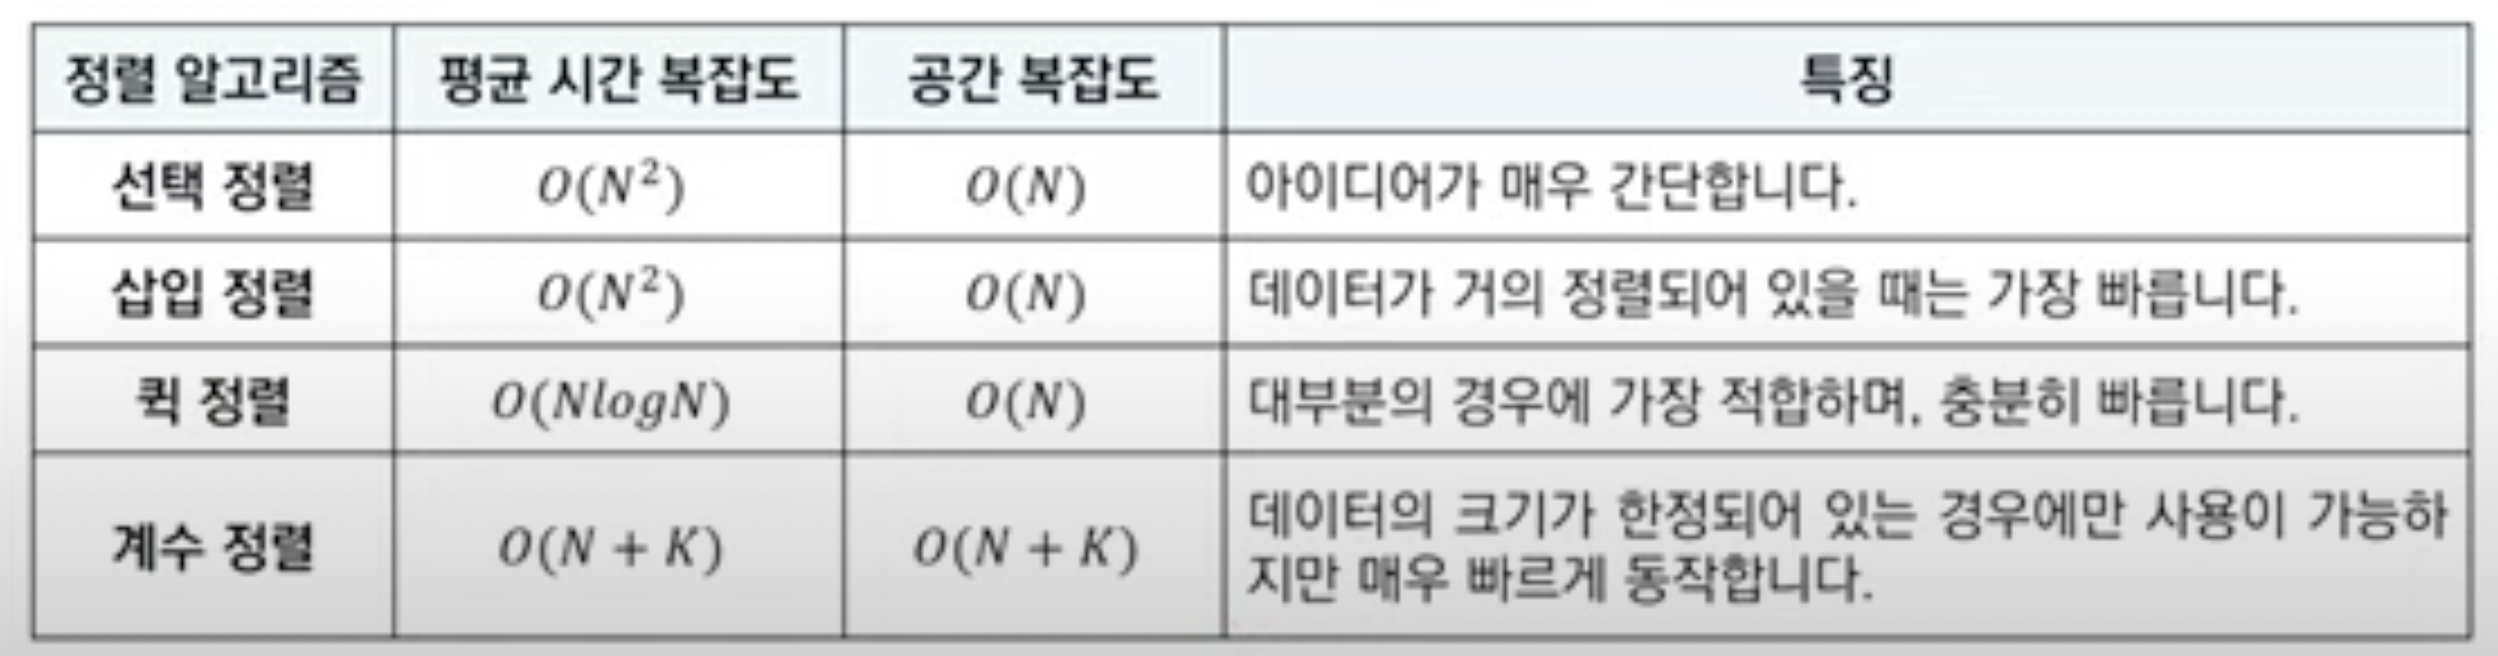 정렬 알고리즘 평균 시간 복잡도 공간 복잡도 특징
선택 정렬 O(N²) O(N) 아이디어가 매우 간단합니다.
삽입 정렬 O(N²) O(N) 데이터가 거의 정렬되어 있을 때는 가장 빠릅니다.
퀵 정렬 O(NlogN) O(N) 대부분의 경우에 가장 적합하며, 충분히 빠릅니다.
계수 정렬 O(N + K) O(N + K) 데이터의 크기가 한정되어 있는 경우에만 사용이 가능하
지만 매우 빠르게 동작합니다.